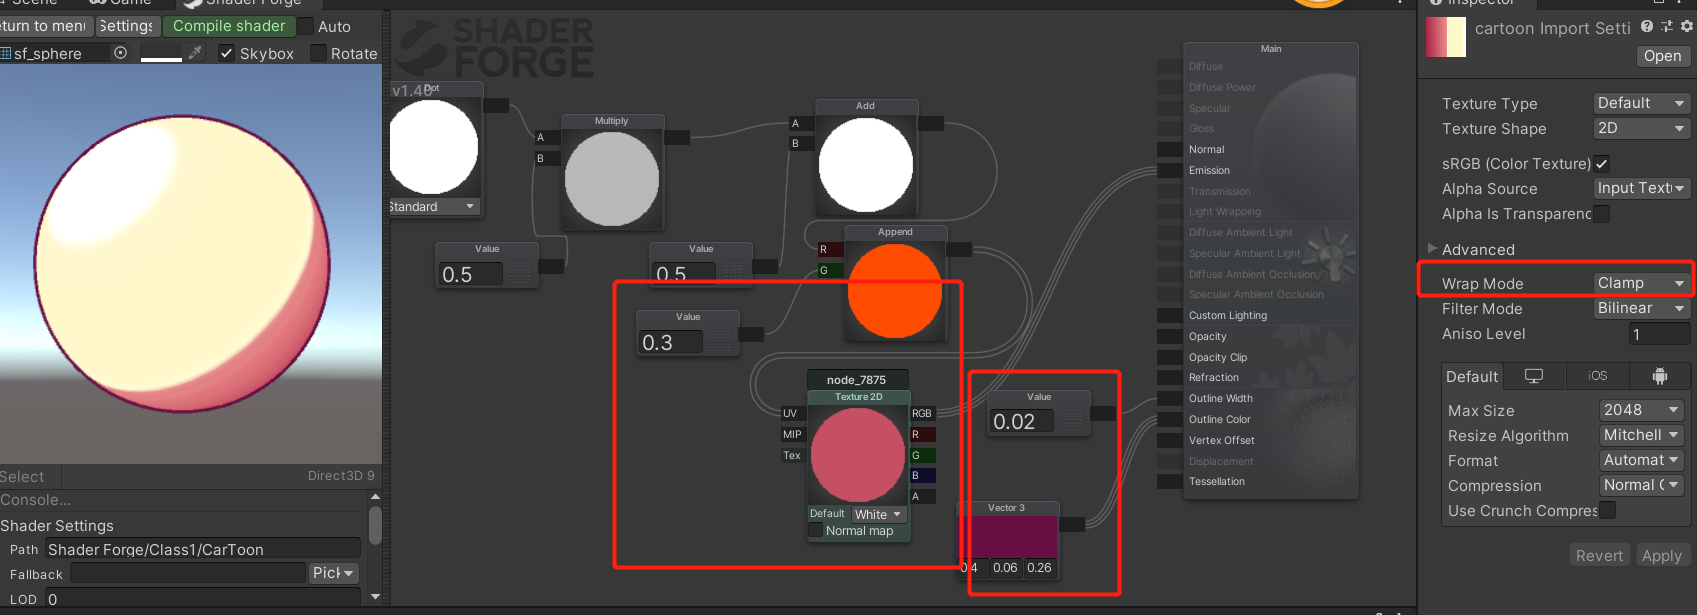 Scene
Game
Shader Forge
eturn to menu
Settings
Compile shader
Auto
sf_sphere
Skybox
Rotate
Select
Direct3D 9
Console...
Shader Settings
Path
Shader Forge/Class1/CarToon
Fallback
Pick
LOD
0
SHADER
FORGE
v1.40
Dot
Standard
Multiply
A
B
Value
0.5
Value
0.5
Add
A
B
Append
R
G
Value
0.3
node_7875
Texture 2D
UV
MIP
Tex
RGB
R
G
B
A
Default
White
Normal map
Value
0.02
Vector 3
0.4
0.06
0.26
Main
Diffuse
Diffuse Power
Specular
Gloss
Normal
Emission
Transmission
Light Wrapping
Diffuse Ambient Light
Specular Ambient Light
Diffuse Ambient Occlusion
Specular Ambient Occlusion
Custom Lighting
Opacity
Opacity Clip
Refraction
Outline Width
Outline Color
Vertex Offset
Displacement
Tessellation
Inspector
cartoon Import Setti
Open
Texture Type
Default
Texture Shape
2D
sRGB (Color Texture)
Alpha Source
Input Textu
Alpha Is Transparenc
Advanced
Wrap Mode
Clamp
Filter Mode
Bilinear
Aniso Level
1
Default
iOS
Max Size
2048
Resize Algorithm
Mitchell
Format
Automat
Compression
Normal Q
Use Crunch Compres
Revert
Apply